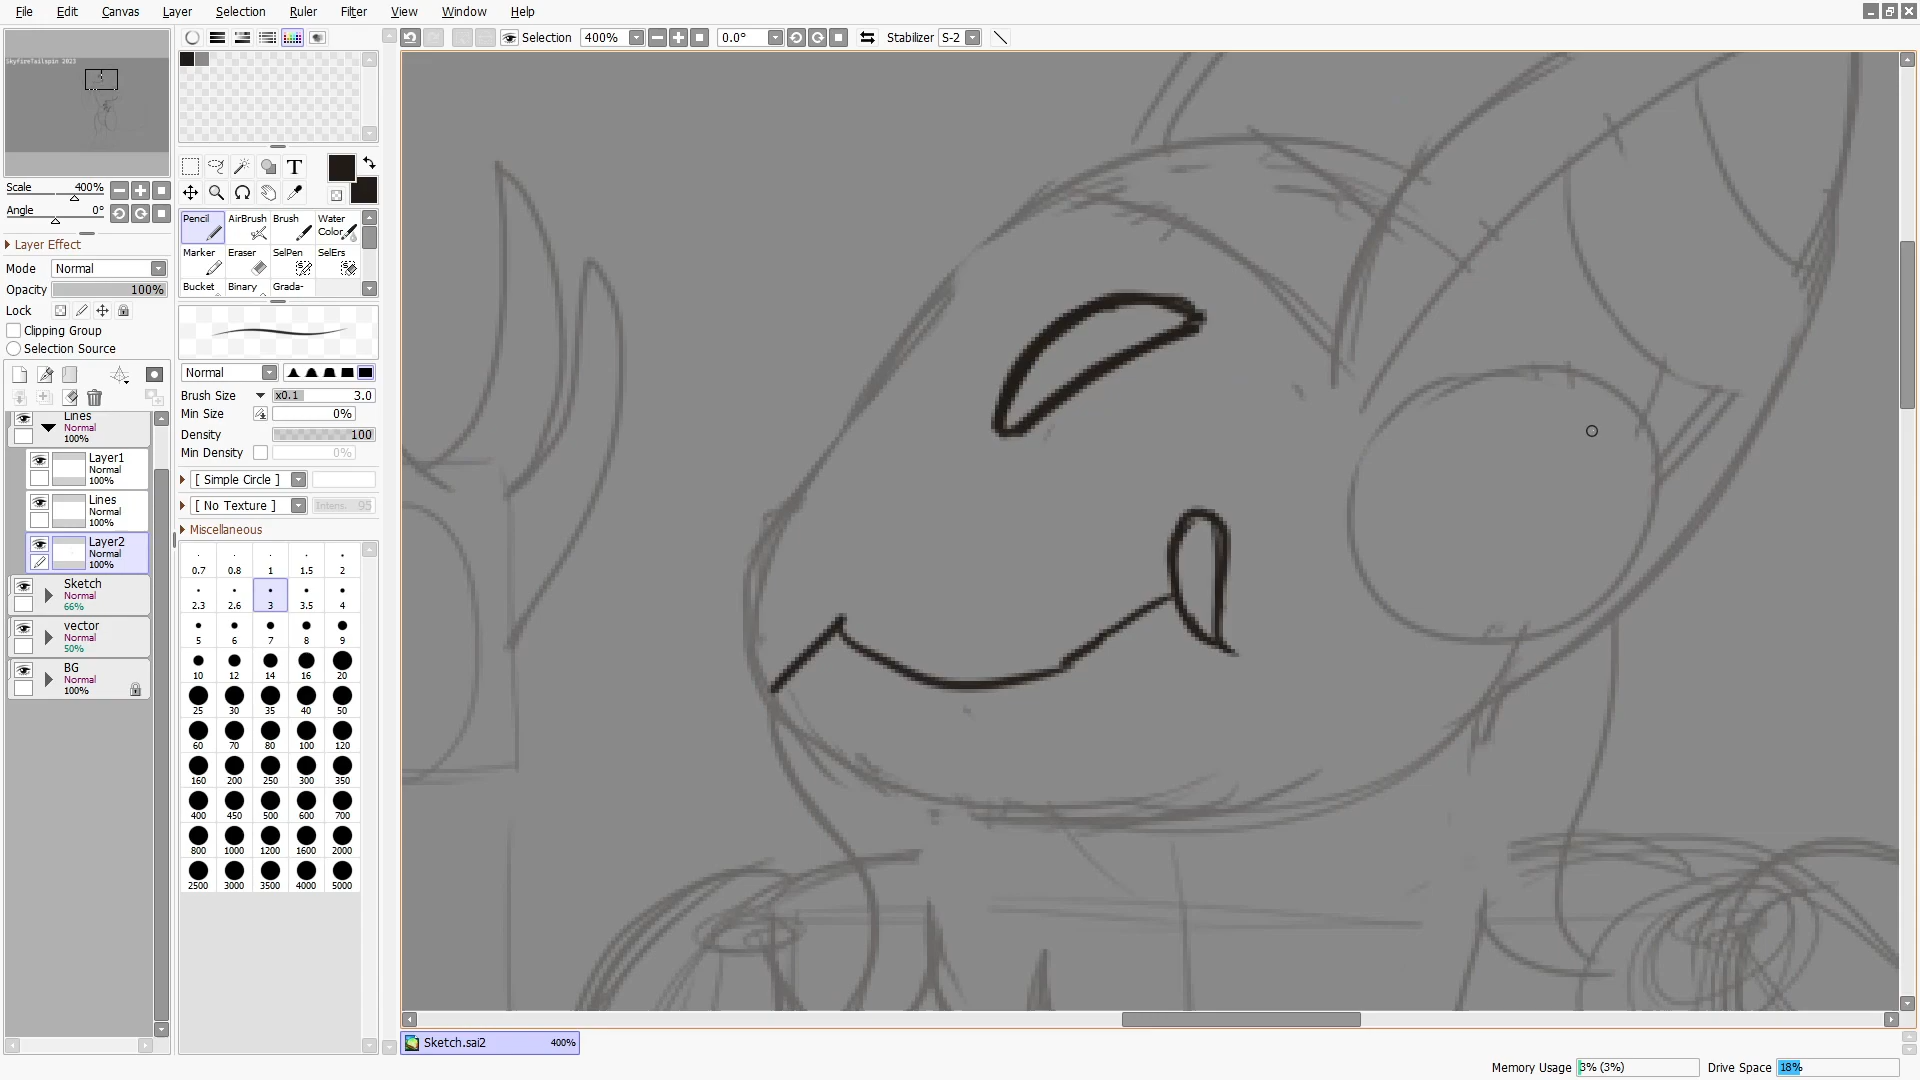 File Edit Canvas Layer Selection Ruler Filter View Window Help
SkyfireTailspin 2023
Selection 400% 0.0° Stabilizer S-2
Scale 400%
Angle 0°
T
Layer Effect
Mode Normal
Opacity 100%
Lock
Clipping Group
Selection Source
Pencil AirBrush Brush Water Color
Marker Eraser SelPen SelErs
Bucket Binary Grada-
Normal
Brush Size x0.1 3.0
Min Size 0%
Density 100
Min Density 0%
[ Simple Circle ]
[ No Texture ] Intens. 95
Miscellaneous
0.7 0.8 1 1.5 2
2.3 2.6 3 3.5 4
5 6 7 8 9
10 12 14 16 20
25 30 35 40 50
60 70 80 100 120
160 200 250 300 350
400 450 500 600 700
800 1000 1200 1600 2000
2500 3000 3500 4000 5000
Lines
Normal
100%
Layer1
Normal
100%
Lines
Normal
100%
Layer2
Normal
100%
Sketch
Normal
66%
vector
Normal
50%
BG
Normal
100%
Sketch.sai2 400%
Memory Usage 3% (3%) Drive Space 18%